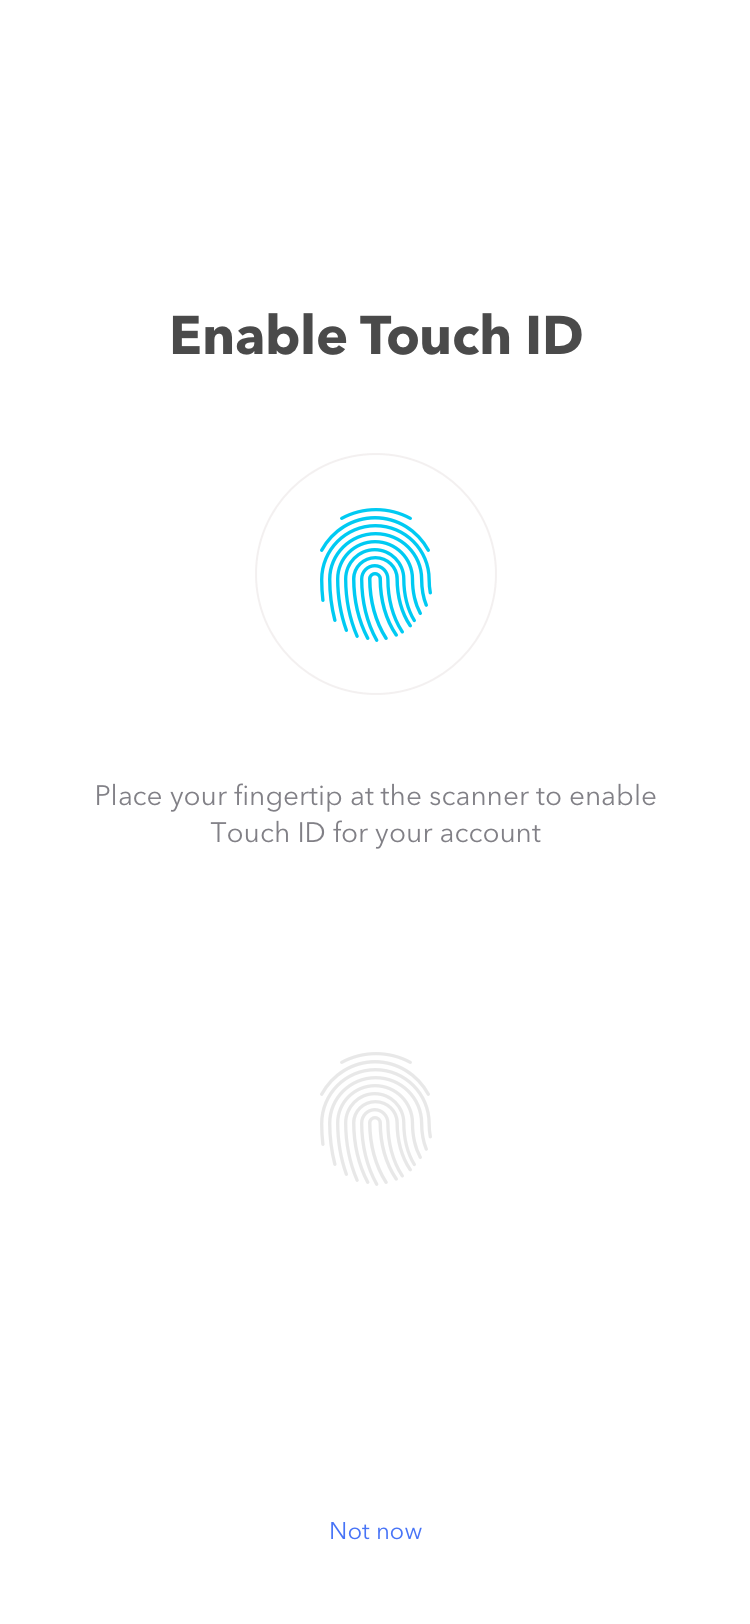 Enable Touch ID
Place your fingertip at the scanner to enable
Touch ID for your account
Not now